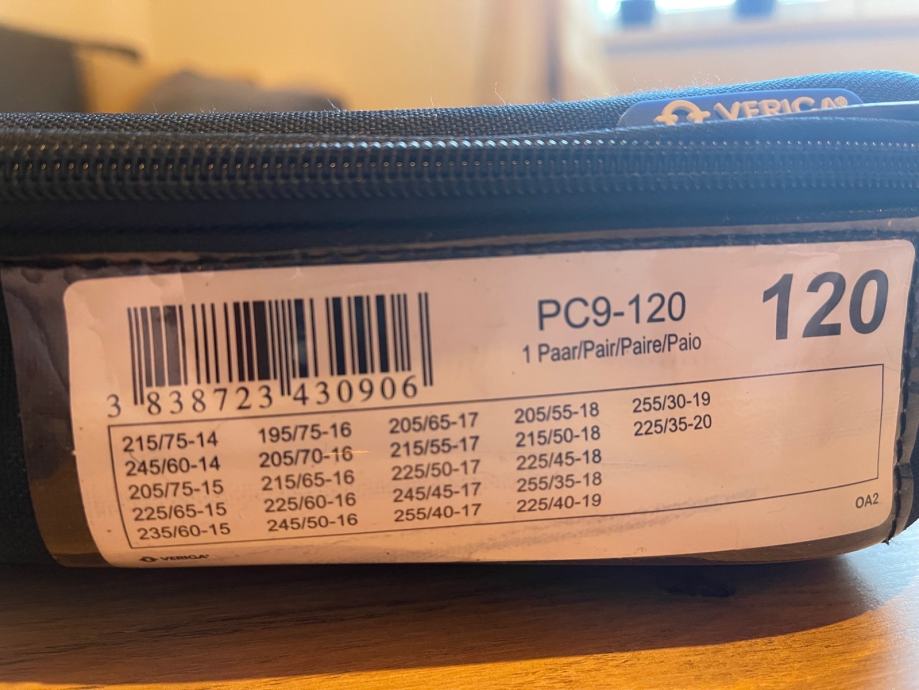 VERIGA®
PC9-120
120
1 Paar/Pair/Paire/Paio
3 838723 430906
215/75-14 195/75-16 205/65-17 205/55-18 255/30-19
245/60-14 205/70-16 215/55-17 215/50-18 225/35-20
205/75-15 215/65-16 225/50-17 225/45-18
225/65-15 225/60-16 245/45-17 255/35-18
235/60-15 245/50-16 255/40-17 225/40-19
OA2
VERIGA®